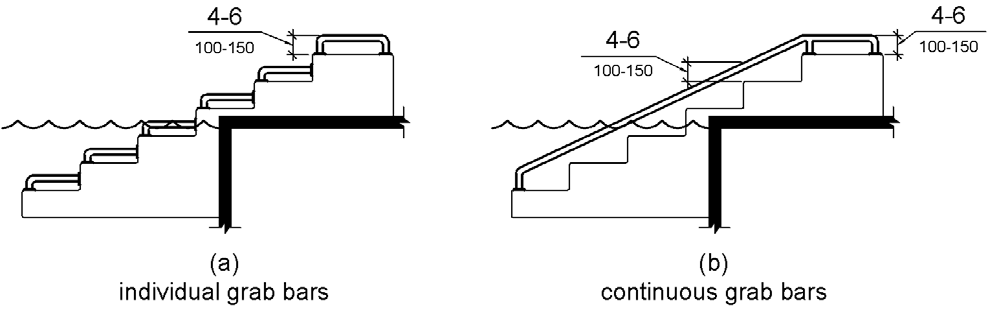 4-6
100-150
(a)
individual grab bars
4-6
100-150
4-6
100-150
(b)
continuous grab bars